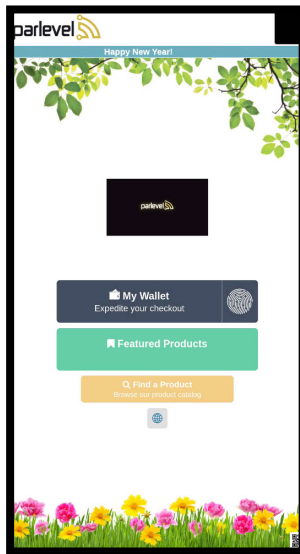 parlevel
Happy New Year!
parlevel
My Wallet
Expedite your checkout
Featured Products
Find a Product
Browse our product catalog